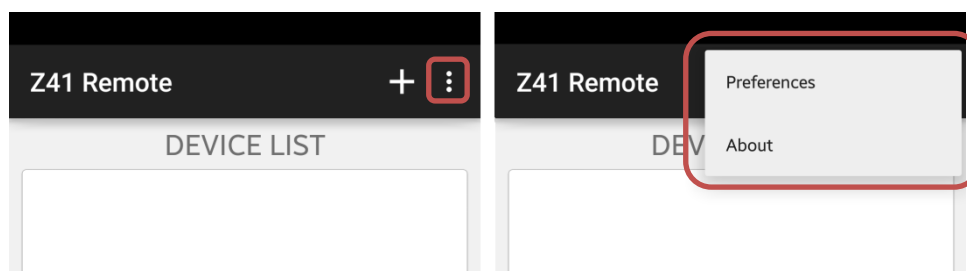 Z41 Remote
DEVICE LIST
Z41 Remote
Preferences
DEV
About